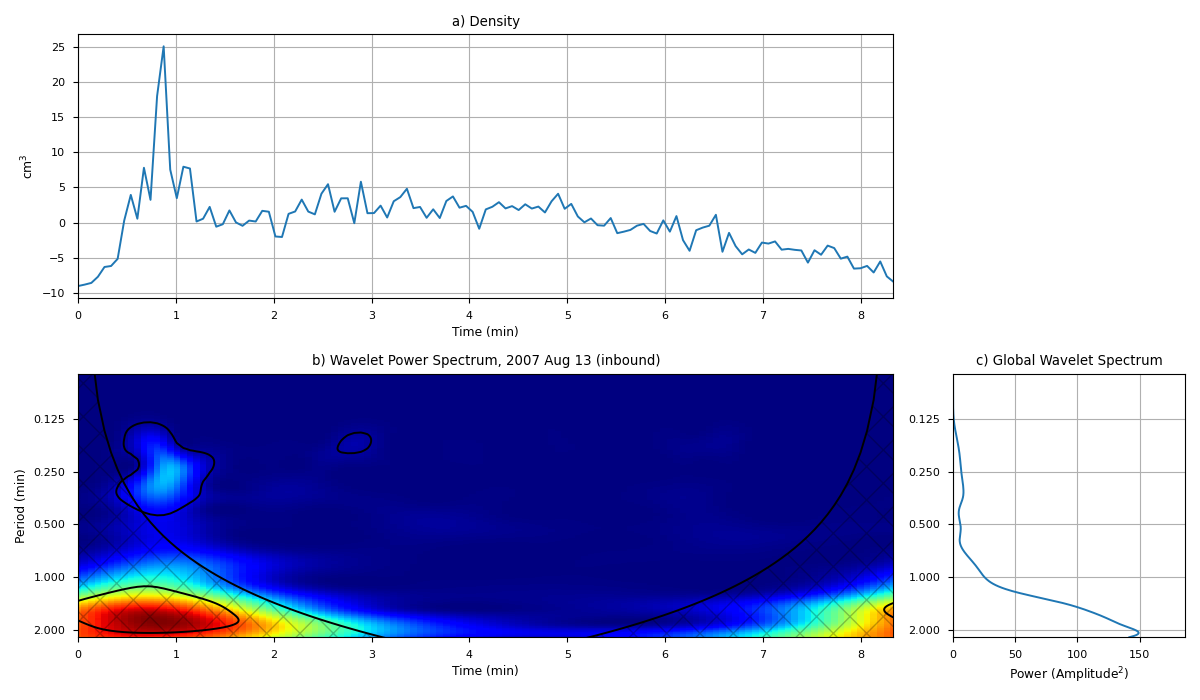 a) Density
25
20
15
10
5
0
−5
−10
cm³
0 1 2 3 4 5 6 7 8
Time (min)
b) Wavelet Power Spectrum, 2007 Aug 13 (inbound)
0.125
0.250
0.500
1.000
2.000
Period (min)
0 1 2 3 4 5 6 7 8
Time (min)
c) Global Wavelet Spectrum
0.125
0.250
0.500
1.000
2.000
0 50 100 150
Power (Amplitude²)